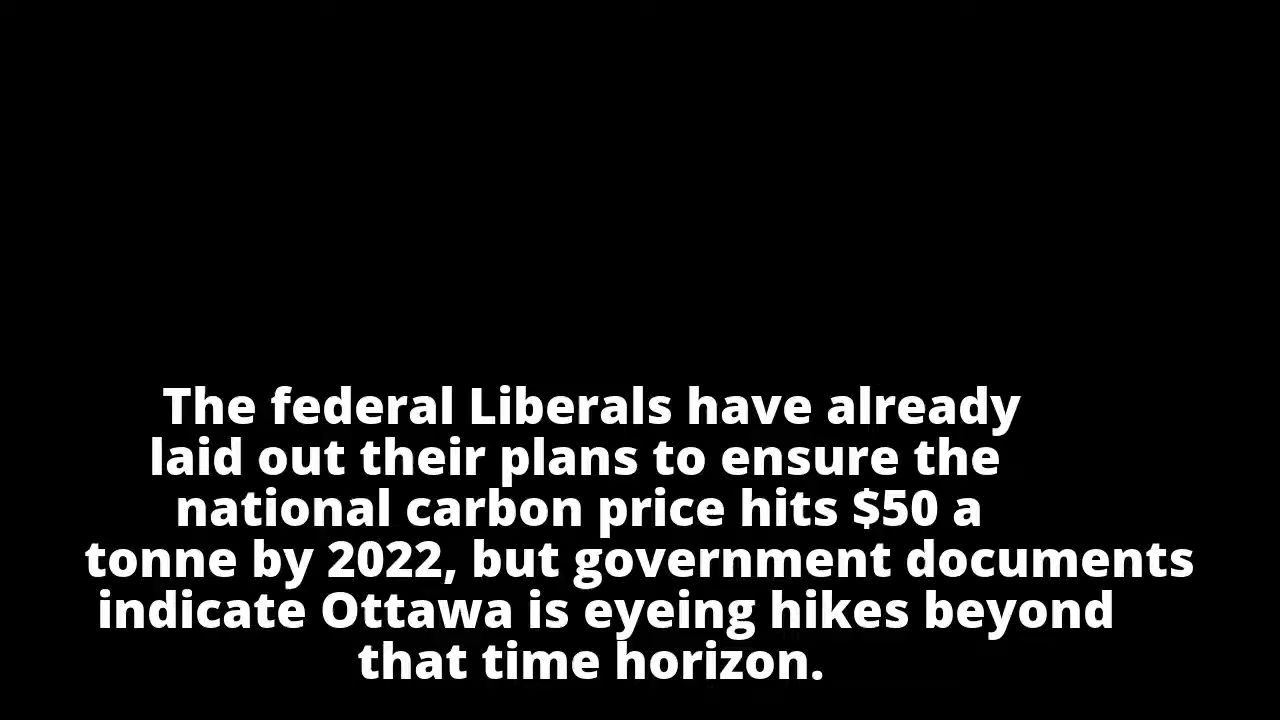 The federal Liberals have already
laid out their plans to ensure the
national carbon price hits $50 a
tonne by 2022, but government documents
indicate Ottawa is eyeing hikes beyond
that time horizon.